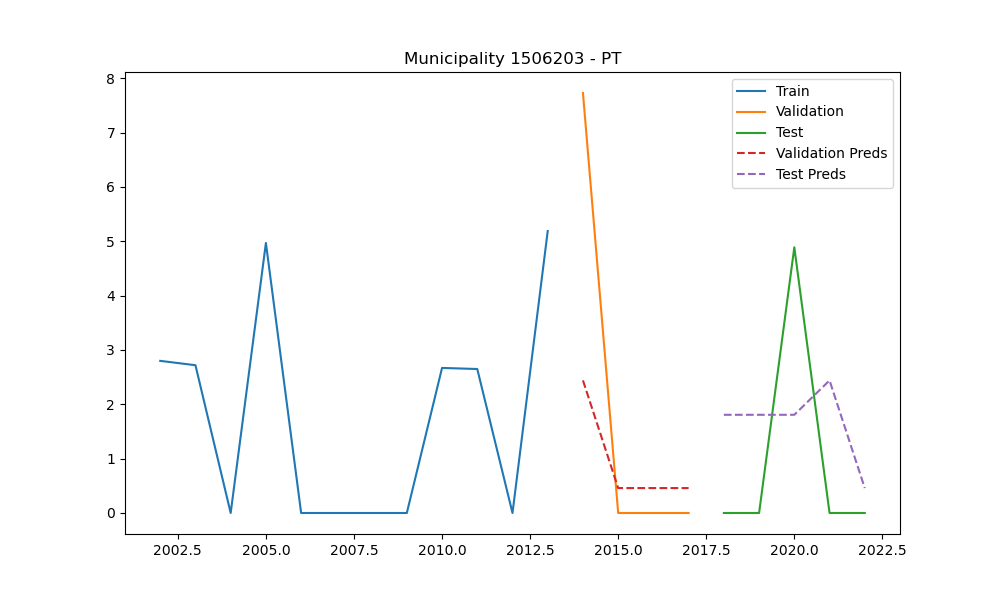 Municipality 1506203 - PT
8
7
6
5
4
3
2
1
0
Train
Validation
Test
Validation Preds
Test Preds
2002.5 2005.0 2007.5 2010.0 2012.5 2015.0 2017.5 2020.0 2022.5